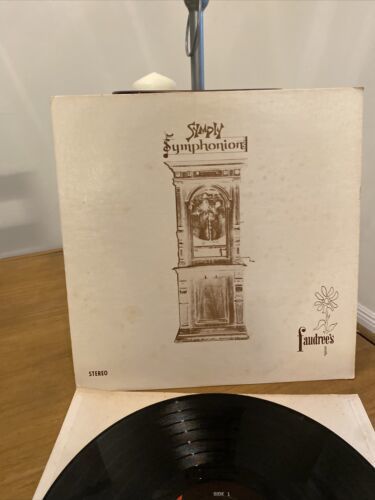 Simply
Symphonion
faudree's
STEREO
SIDE 1